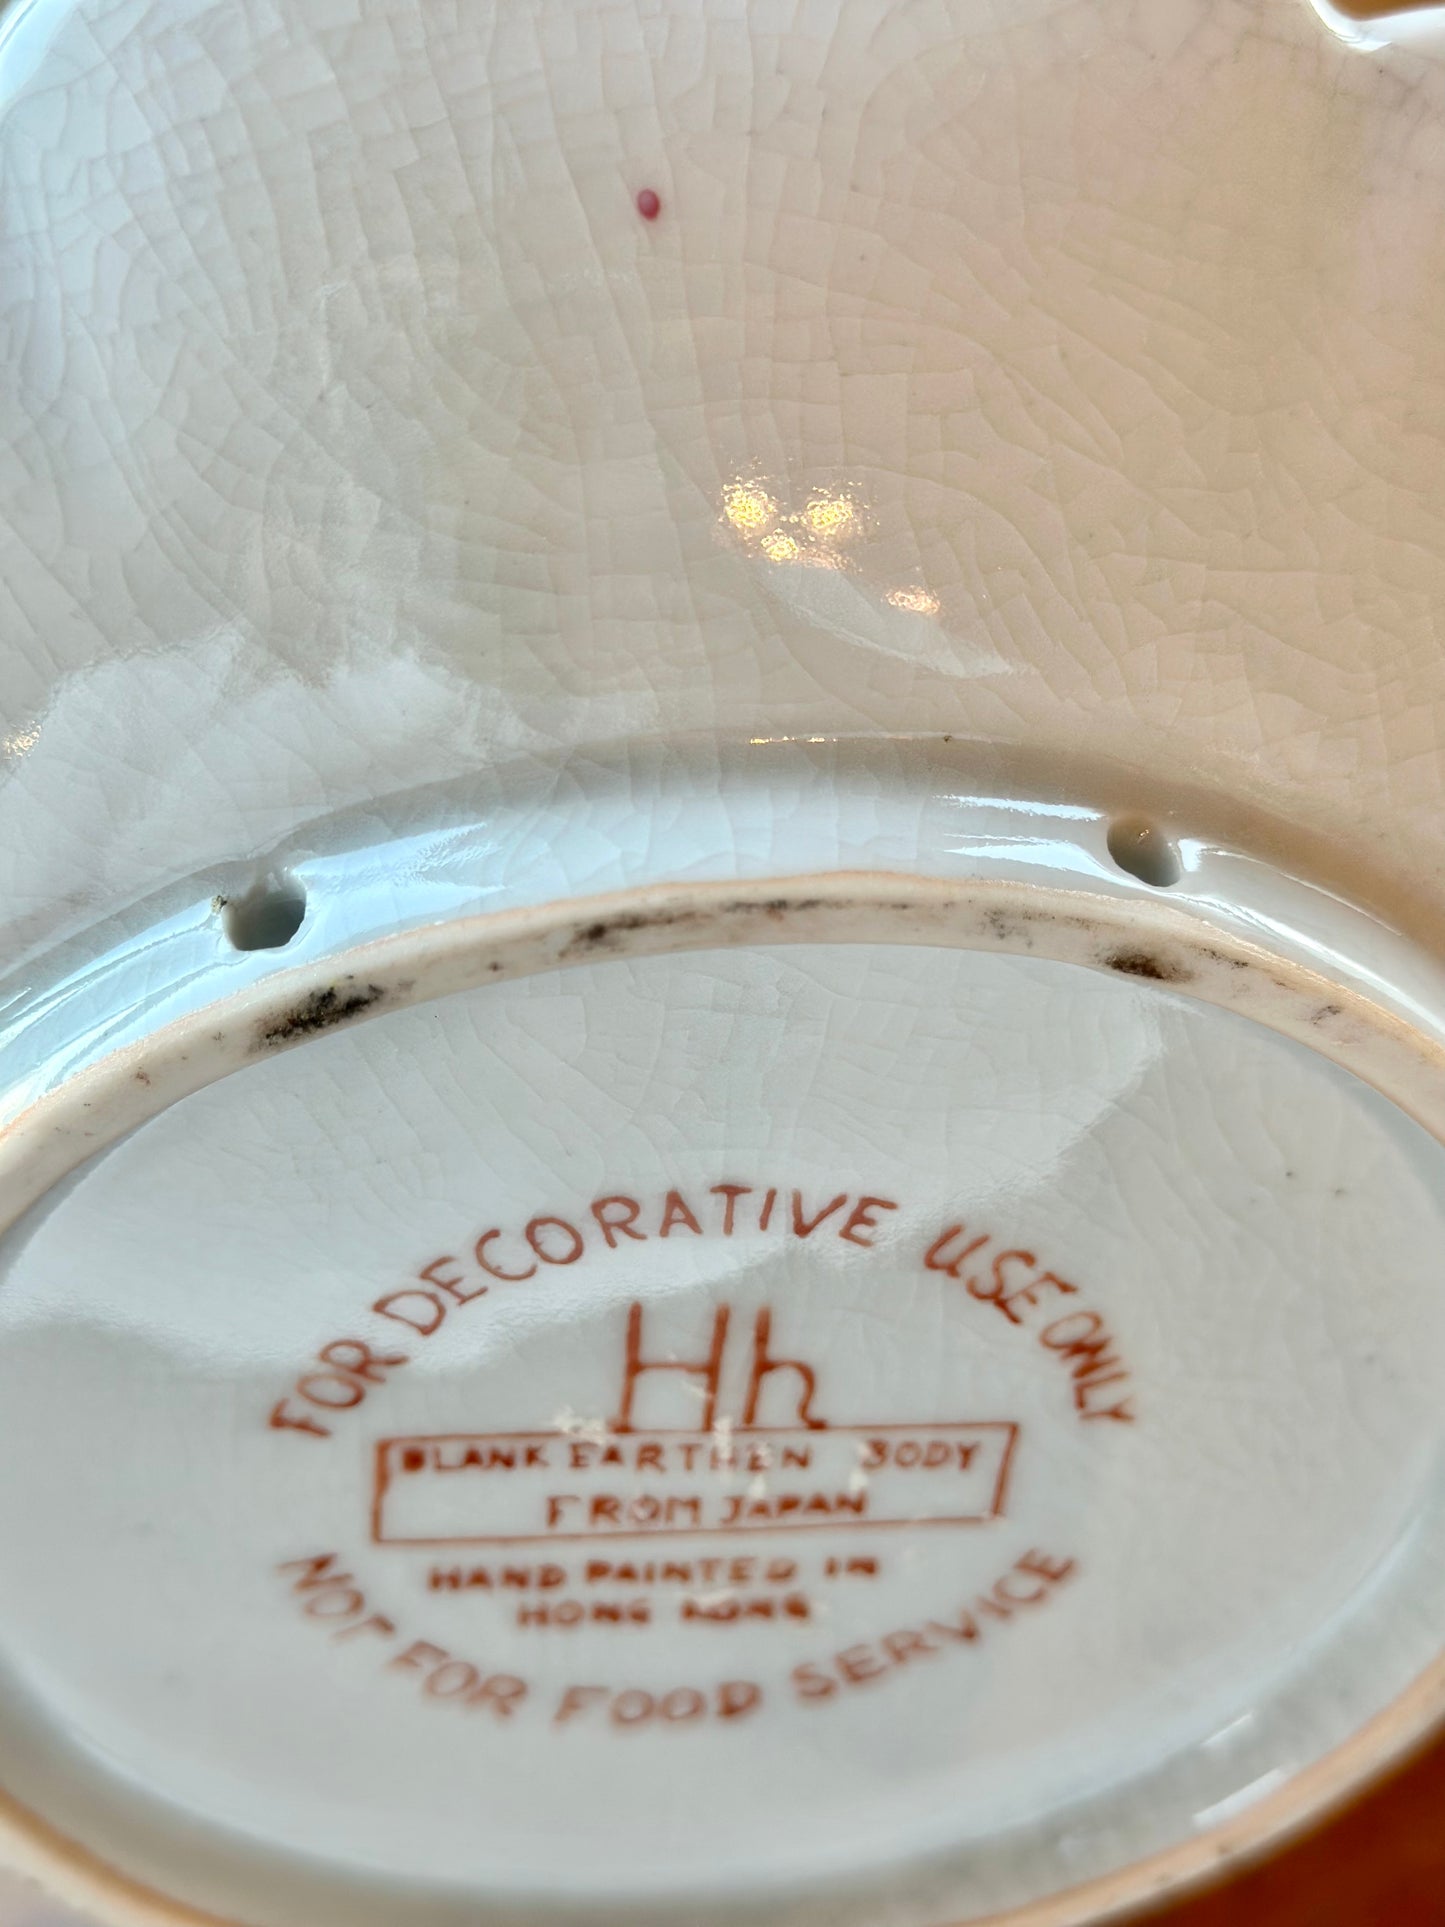 FOR DECORATIVE USE ONLY
Hh
BLANK EARTHEN BODY
FROM JAPAN
HAND PAINTED IN
HONG KONG
NOT FOR FOOD SERVICE